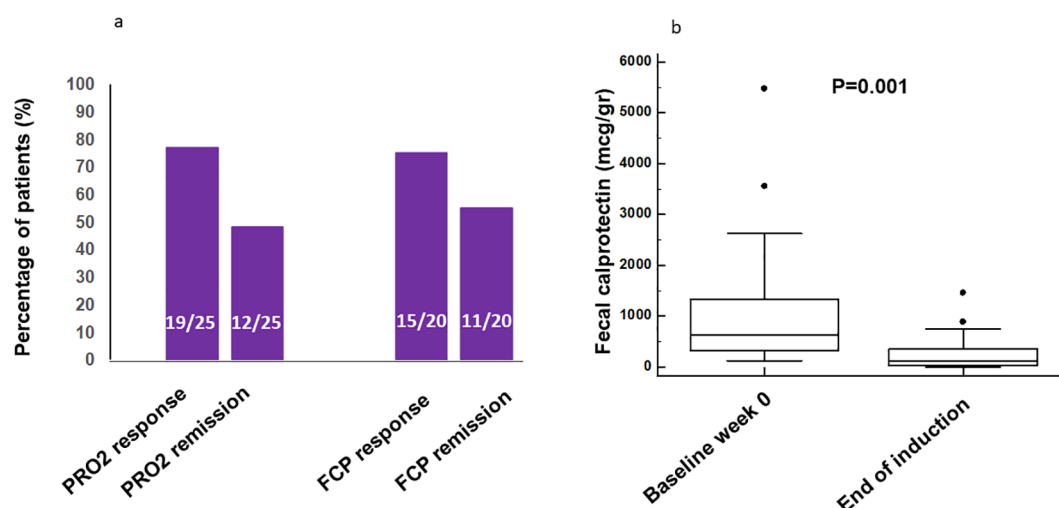 a
Percentage of patients (%)
100
90
80
70
60
50
40
30
20
10
0
19/25
12/25
15/20
11/20
PRO2 response
PRO2 remission
FCP response
FCP remission
b
Fecal calprotectin (mcg/gr)
6000
5000
4000
3000
2000
1000
0
P=0.001
Baseline week 0
End of induction